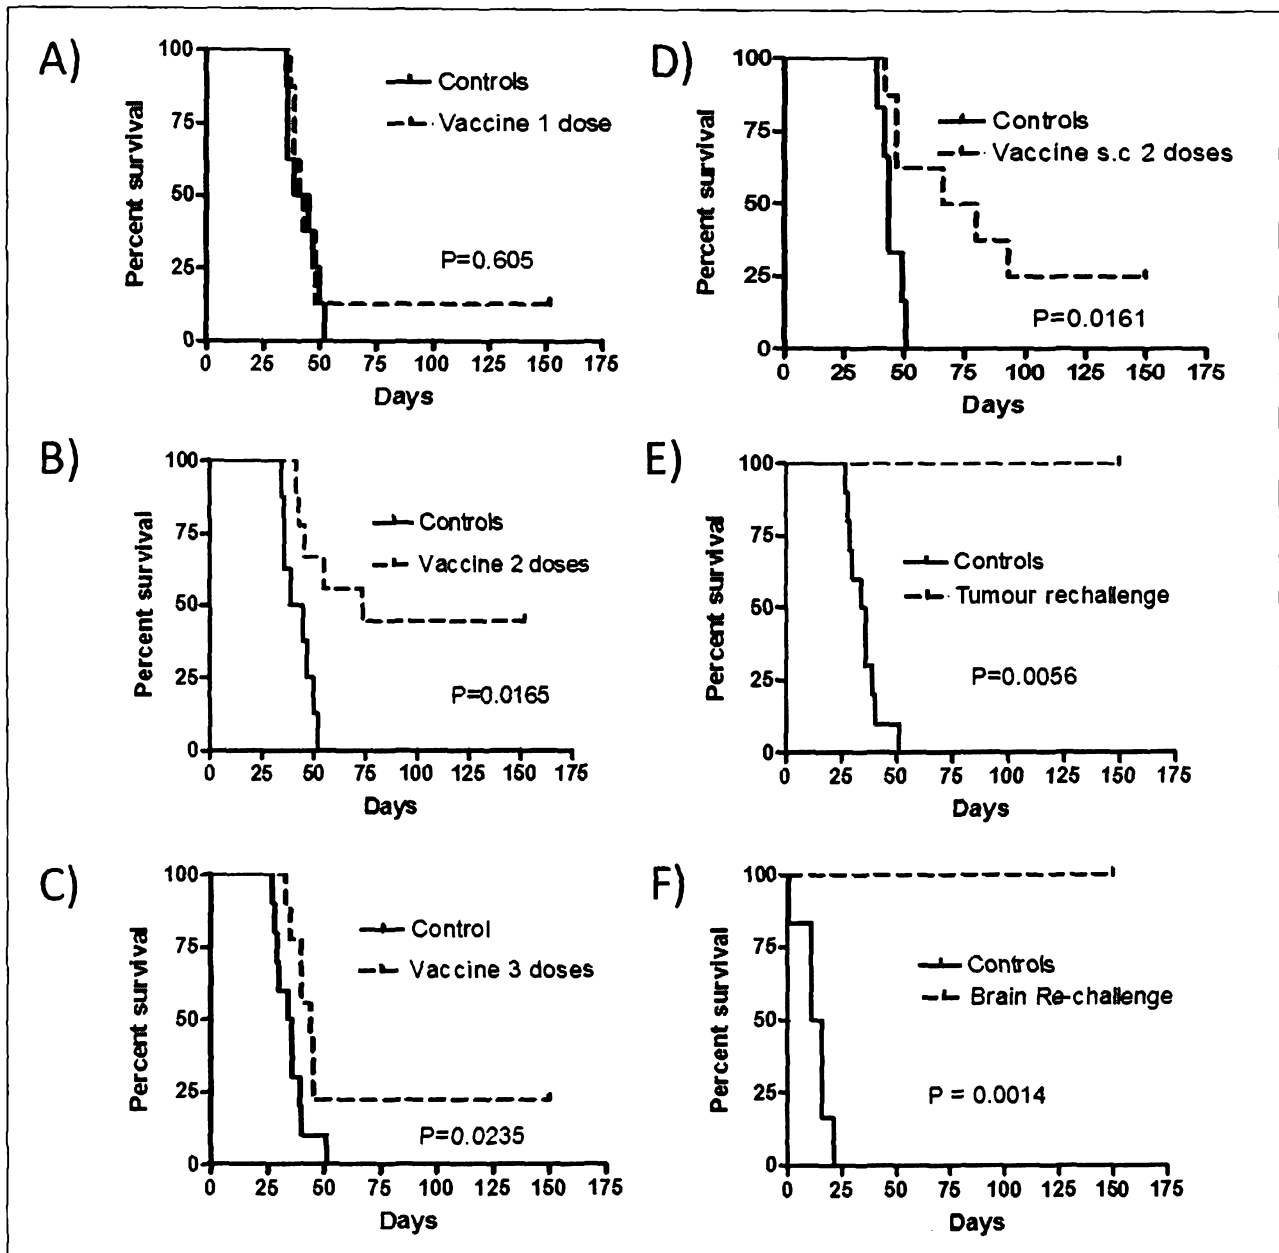 A)
100
75
50
25
0
Percent survival
Controls
Vaccine 1 dose
P=0.605
0 25 50 75 100 125 150 175
Days
B)
100
75
50
25
0
Percent survival
Controls
Vaccine 2 doses
P=0.0165
0 25 50 75 100 125 150 175
Days
C)
100
75
50
25
0
Percent survival
Control
Vaccine 3 doses
P=0.0235
0 25 50 75 100 125 150 175
Days
D)
100
75
50
25
0
Percent survival
Controls
Vaccine s.c 2 doses
P=0.0161
0 25 50 75 100 125 150 175
Days
E)
100
75
50
25
0
Percent survival
Controls
Tumour rechallenge
P=0.0056
0 25 50 75 100 125 150 175
Days
F)
100
75
50
25
0
Percent survival
Controls
Brain Re-challenge
P = 0.0014
0 25 50 75 100 125 150 175
Days